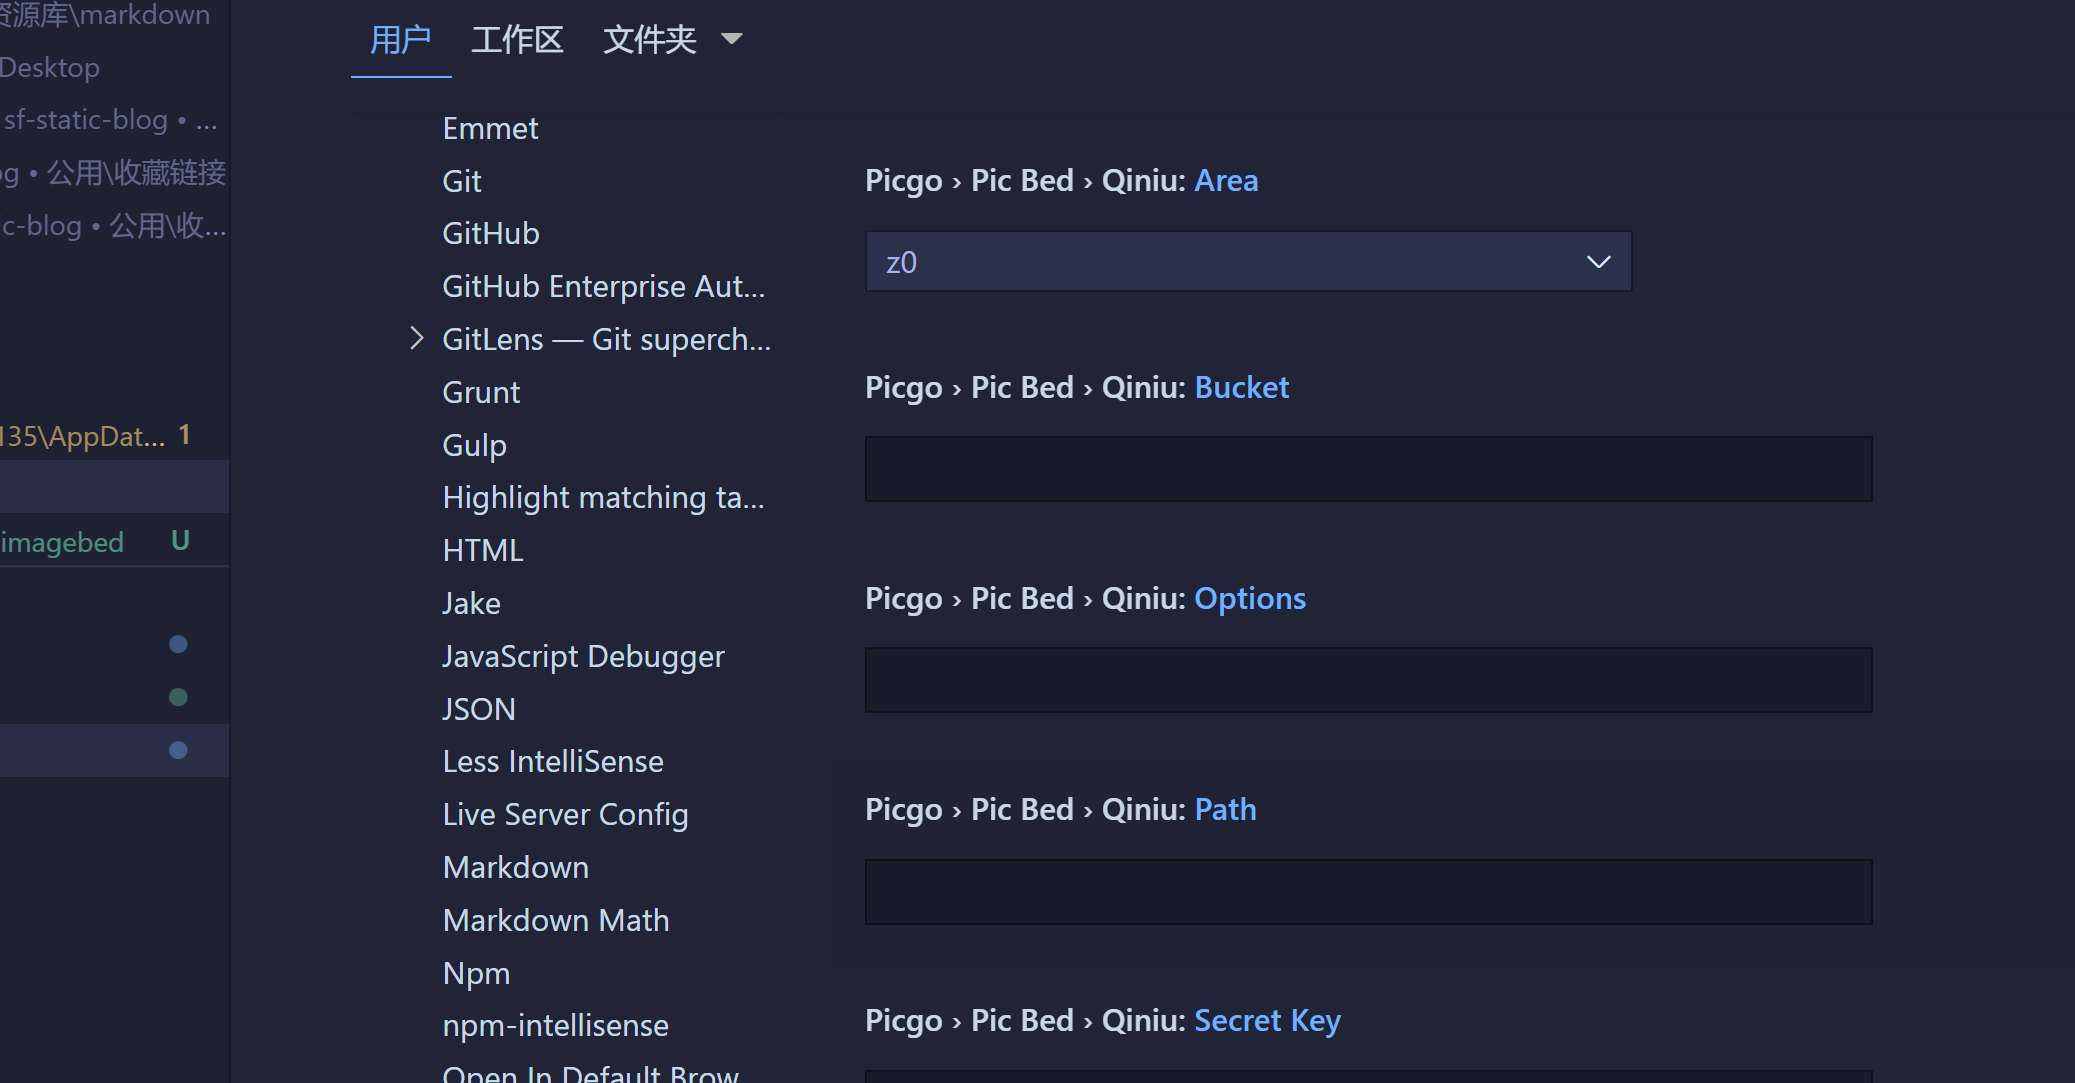 资源库\markdown
Desktop
sf-static-blog • ...
og • 公用\收藏链接
ic-blog • 公用\收...
135\AppDat... 1
imagebed U
用户 工作区 文件夹
Emmet
Git
GitHub
GitHub Enterprise Aut...
GitLens — Git superch...
Grunt
Gulp
Highlight matching ta...
HTML
Jake
JavaScript Debugger
JSON
Less IntelliSense
Live Server Config
Markdown
Markdown Math
Npm
npm-intellisense
Open In Default Brow
Picgo › Pic Bed › Qiniu: Area
z0
Picgo › Pic Bed › Qiniu: Bucket
Picgo › Pic Bed › Qiniu: Options
Picgo › Pic Bed › Qiniu: Path
Picgo › Pic Bed › Qiniu: Secret Key